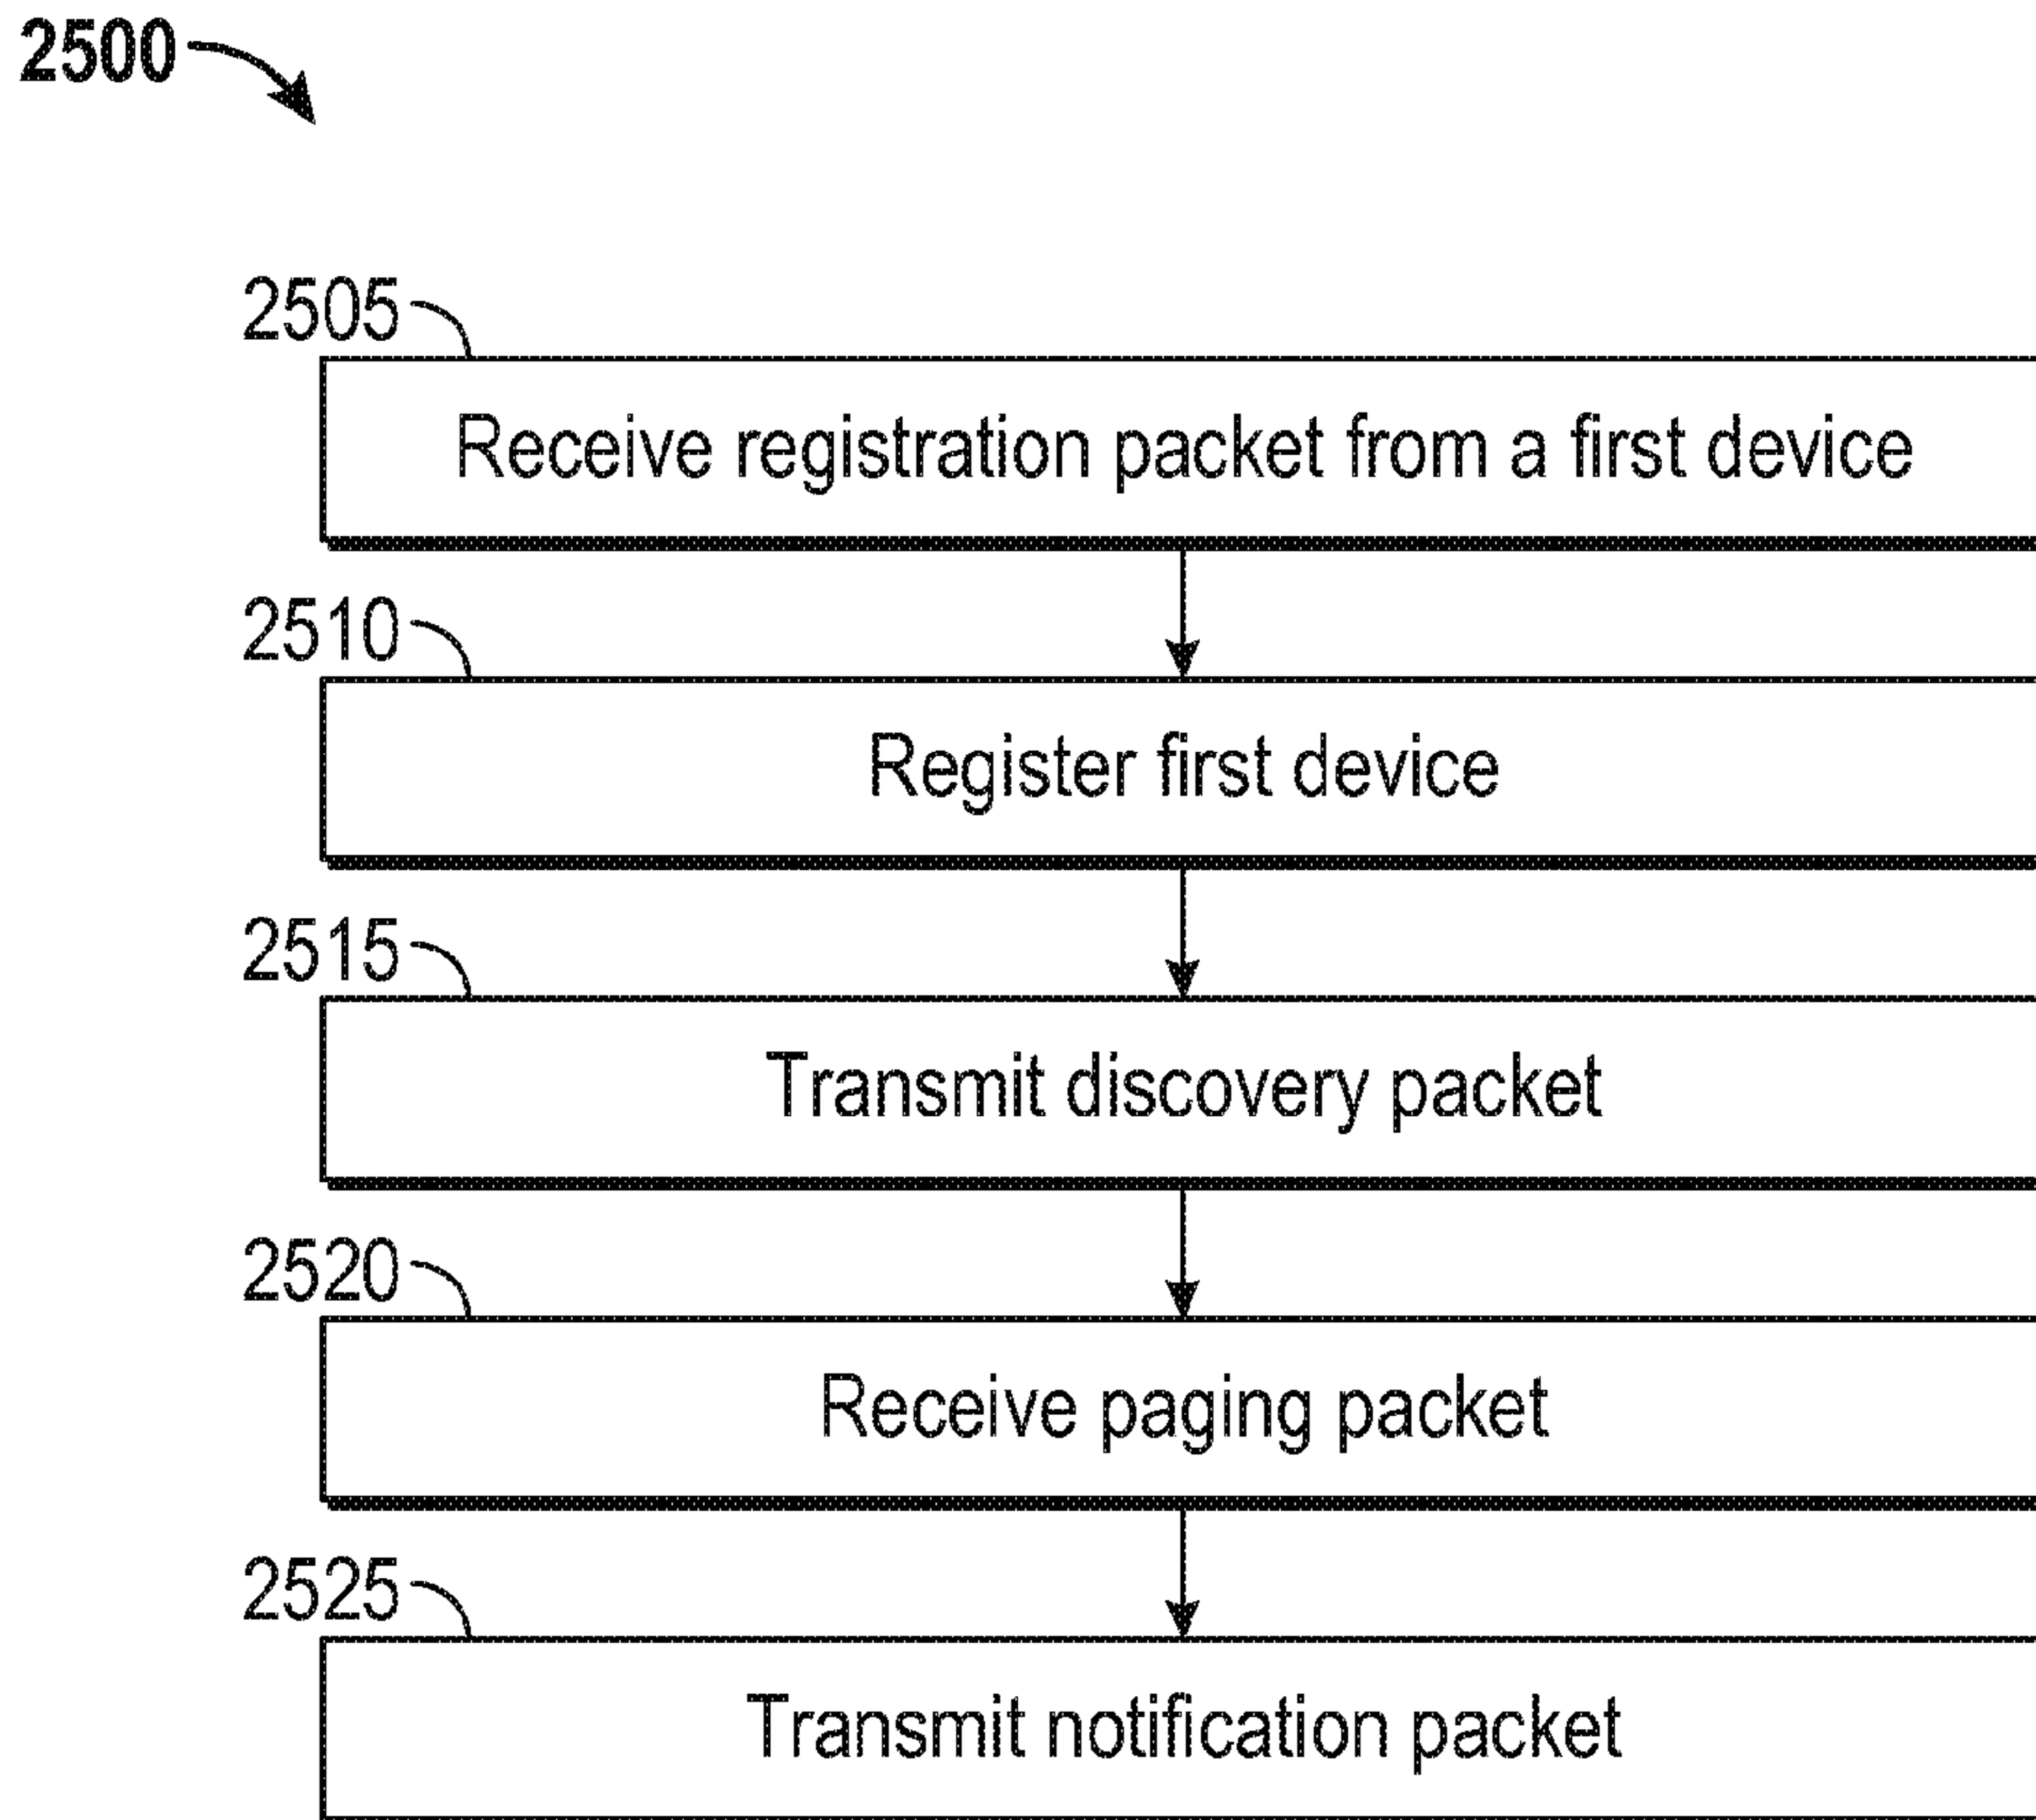 2500
2505
Receive registration packet from a first device
2510
Register first device
2515
Transmit discovery packet
2520
Receive paging packet
2525
Transmit notification packet